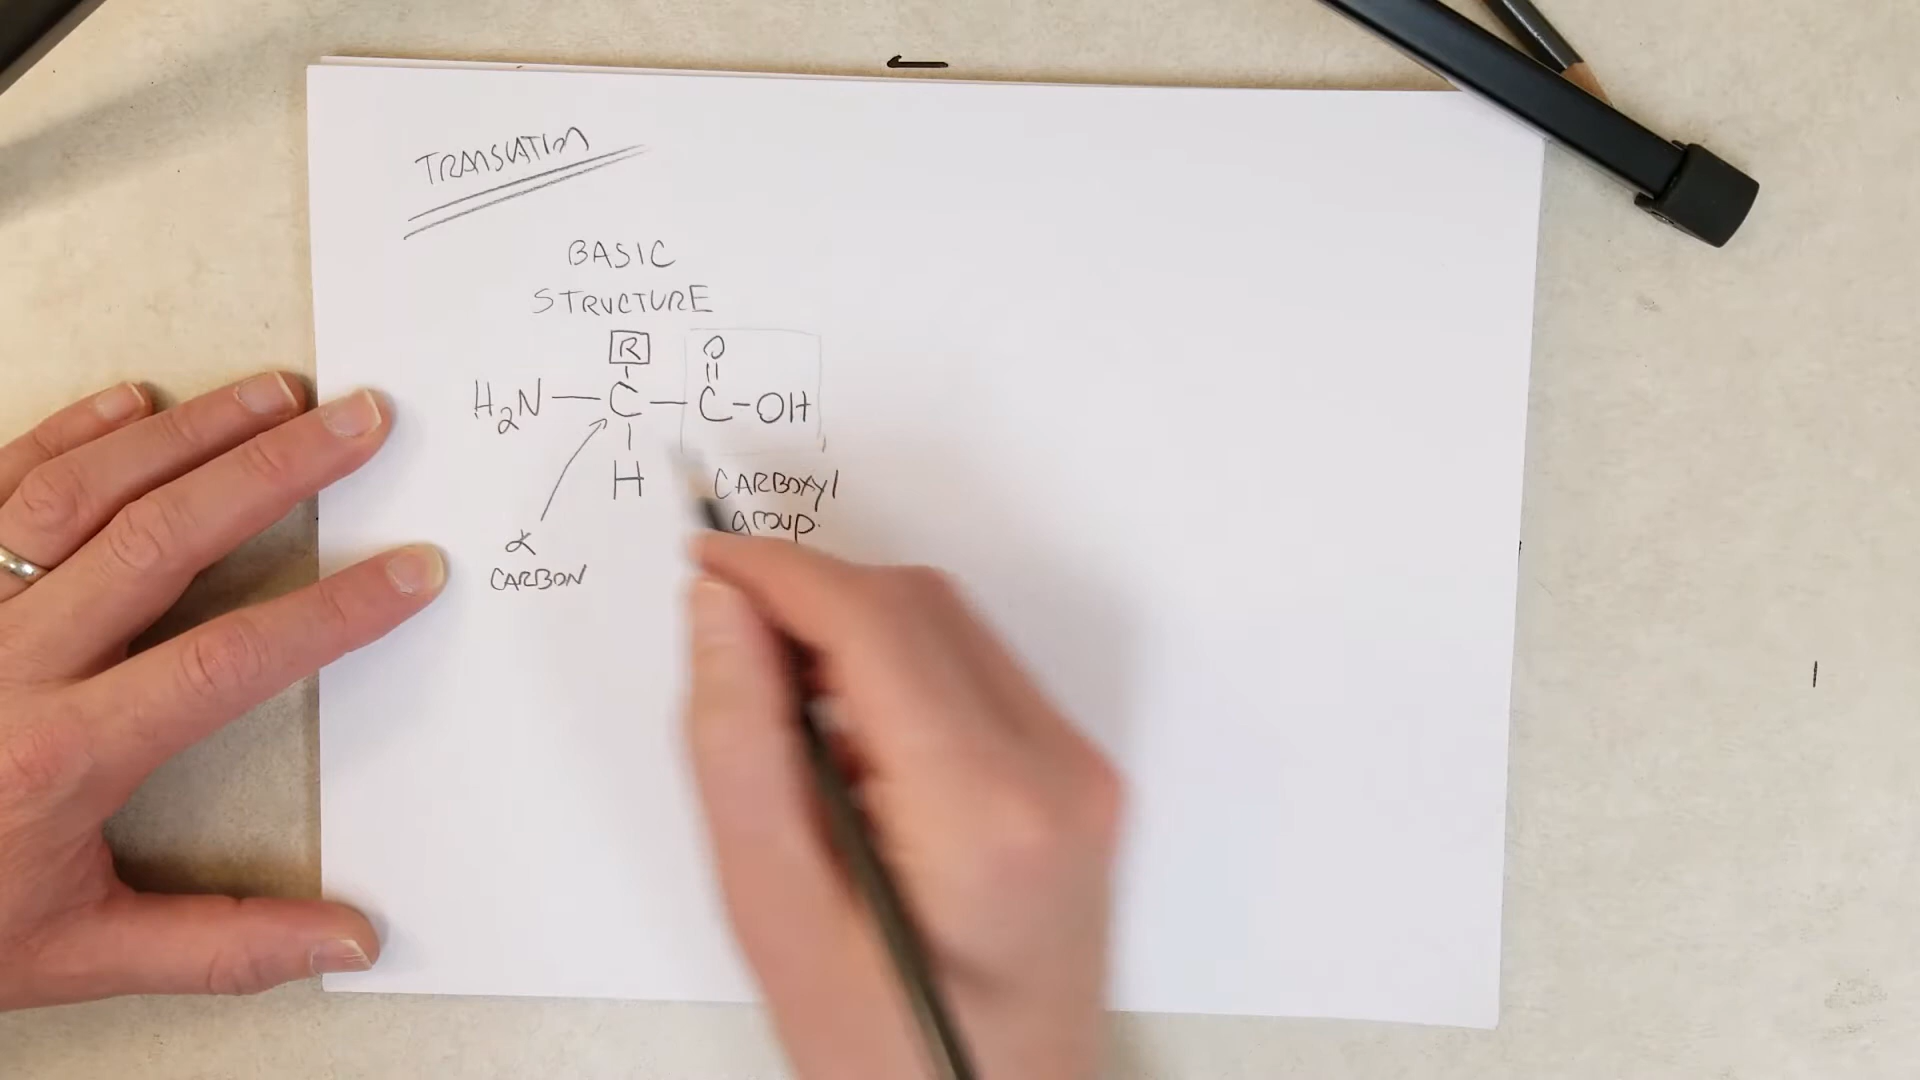 TRANSLATION
BASIC
STRUCTURE
R O
H2N—C—C-OH
H
CARBOXYL
GROUP.
α
CARBON